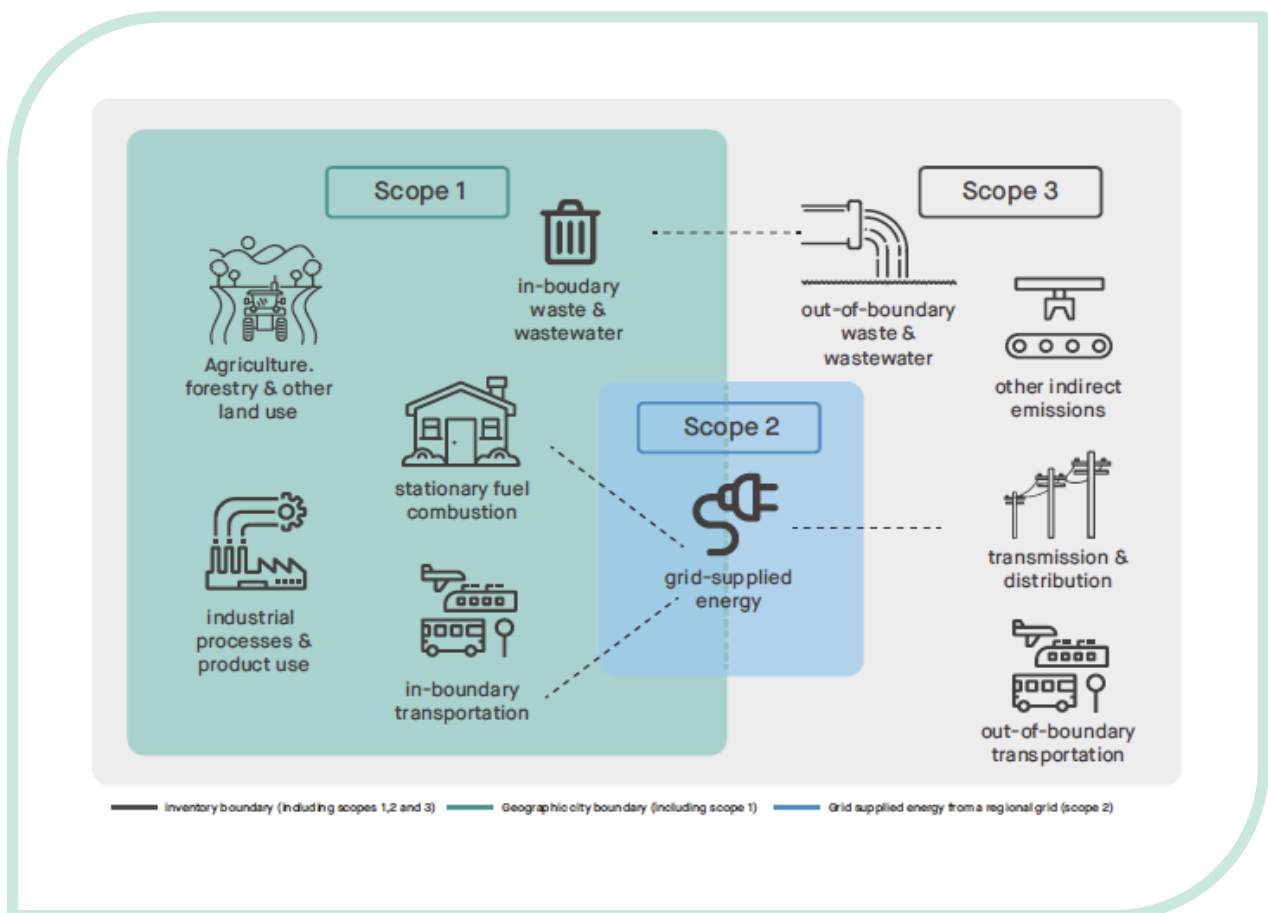 Scope 1
Scope 3
in-boudary
waste &
wastewater
out-of-boundary
waste &
wastewater
Agriculture.
forestry & other
land use
other indirect
emissions
Scope 2
stationary fuel
combustion
grid-supplied
energy
transmission &
distribution
industrial
processes &
product use
in-boundary
transportation
out-of-boundary
transportation
Inventory boundary (including scopes 1,2 and 3)
Geographic city boundary (including scope 1)
Grid supplied energy from a regional grid (scope 2)